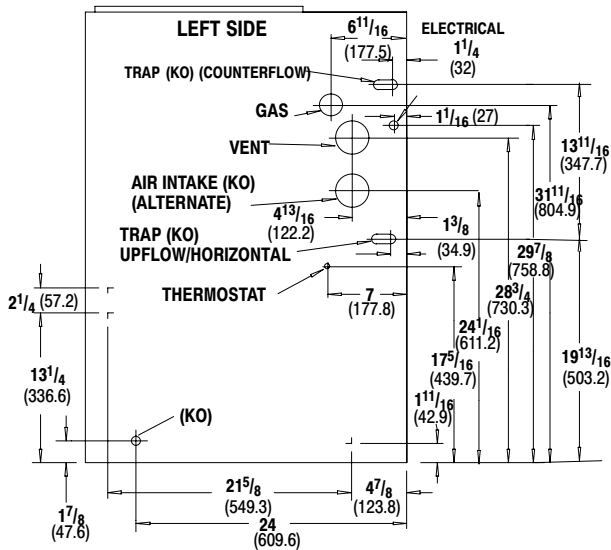 LEFT SIDE
6 11/16
(177.5)
ELECTRICAL
1 1/4
(32)
TRAP (KO) (COUNTERFLOW)
GAS
1 1/16 (27)
VENT
13 11/16
(347.7)
AIR INTAKE (KO)
(ALTERNATE)
31 11/16
(804.9)
4 13/16
(122.2)
1 3/8
(34.9)
TRAP (KO)
UPFLOW/HORIZONTAL
29 7/8
(758.8)
THERMOSTAT
7
(177.8)
28 3/4
(730.3)
2 1/4 (57.2)
24 1/16
(611.2)
17 5/16
(439.7)
19 13/16
(503.2)
13 1/4
(336.6)
1 11/16
(42.9)
(KO)
21 5/8
(549.3)
4 7/8
(123.8)
1 7/8
(47.6)
24
(609.6)